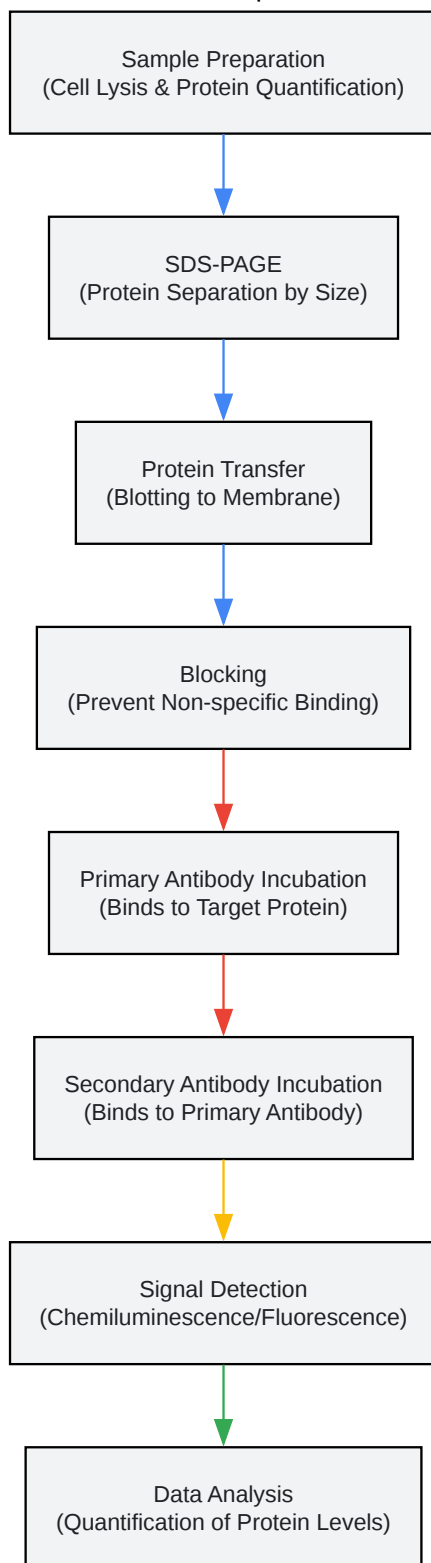 Sample Preparation
(Cell Lysis & Protein Quantification)
SDS-PAGE
(Protein Separation by Size)
Protein Transfer
(Blotting to Membrane)
Blocking
(Prevent Non-specific Binding)
Primary Antibody Incubation
(Binds to Target Protein)
Secondary Antibody Incubation
(Binds to Primary Antibody)
Signal Detection
(Chemiluminescence/Fluorescence)
Data Analysis
(Quantification of Protein Levels)